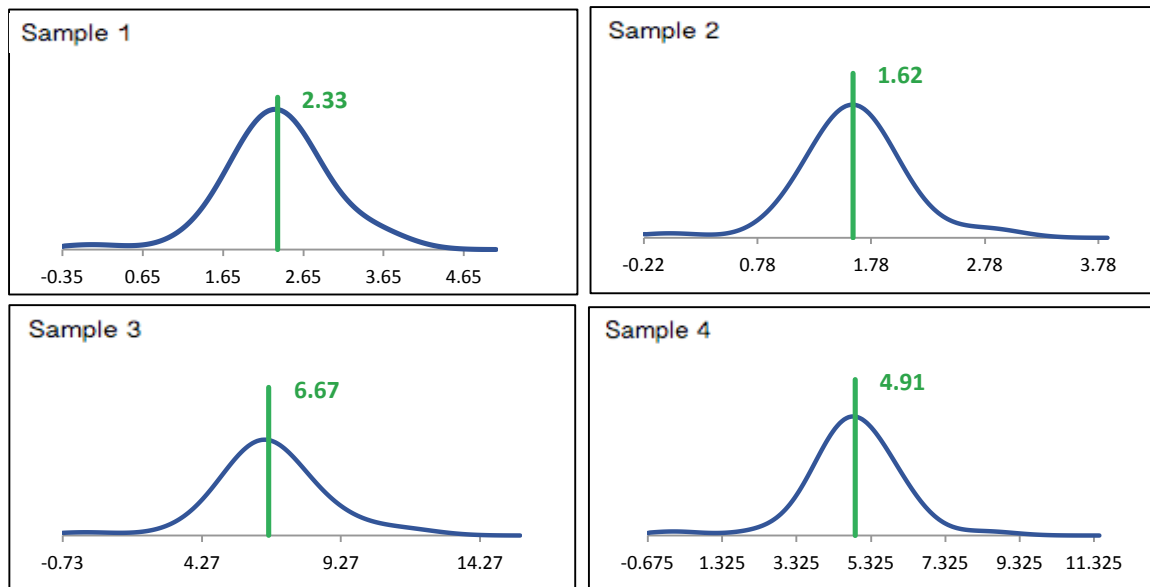 Sample 1
2.33
-0.35 0.65 1.65 2.65 3.65 4.65
Sample 2
1.62
-0.22 0.78 1.78 2.78 3.78
Sample 3
6.67
-0.73 4.27 9.27 14.27
Sample 4
4.91
-0.675 1.325 3.325 5.325 7.325 9.325 11.325